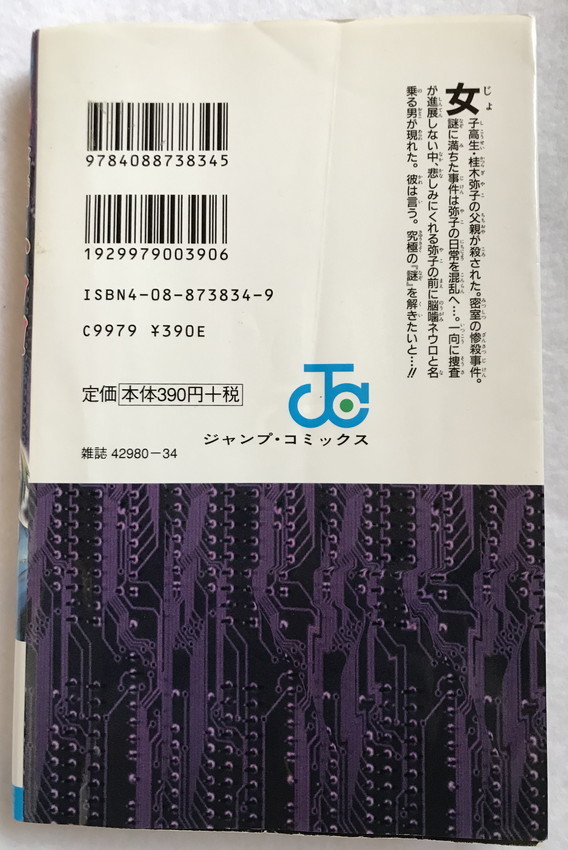 女子高生・桂木弥子の父親が殺された。密室の惨殺事件。
謎に満ちた事件は弥子の日常を混乱へ…。一向に捜査
が進展しない中、悲しみにくれる弥子の前に脳噛ネウロと名
乗る男が現れた。彼は言う。究極の『謎』を解きたいと…!!
9784088738345
1929979003906
ISBN4-08-873834-9
C9979 ¥390E
定価 本体390円+税
JC
ジャンプ・コミックス
雑誌 42980-34